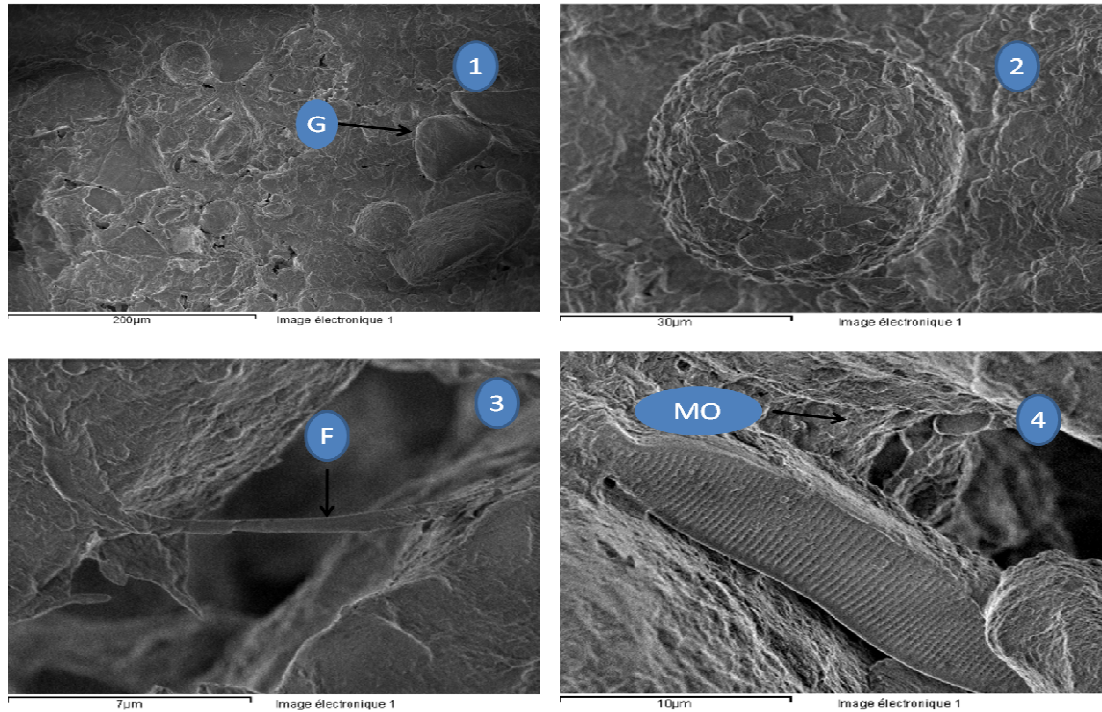 1
G
200µm Image électronique 1
2
30µm Image électronique 1
3
F
7µm Image électronique 1
MO
4
10µm Image électronique 1